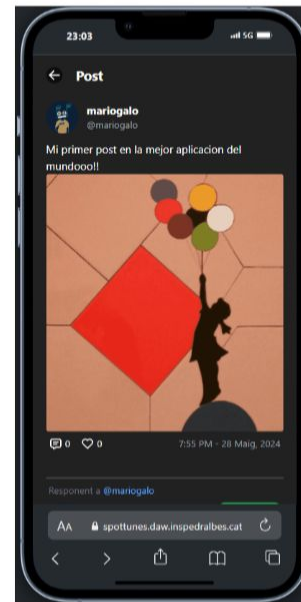 23:03
5G
Post
mariogalo
@mariogalo
Mi primer post en la mejor aplicacion del
mundooo!!
0 0 7:55 PM - 28 Maig, 2024
Responent a @mariogalo
AA spottunes.daw.inspedralbes.cat